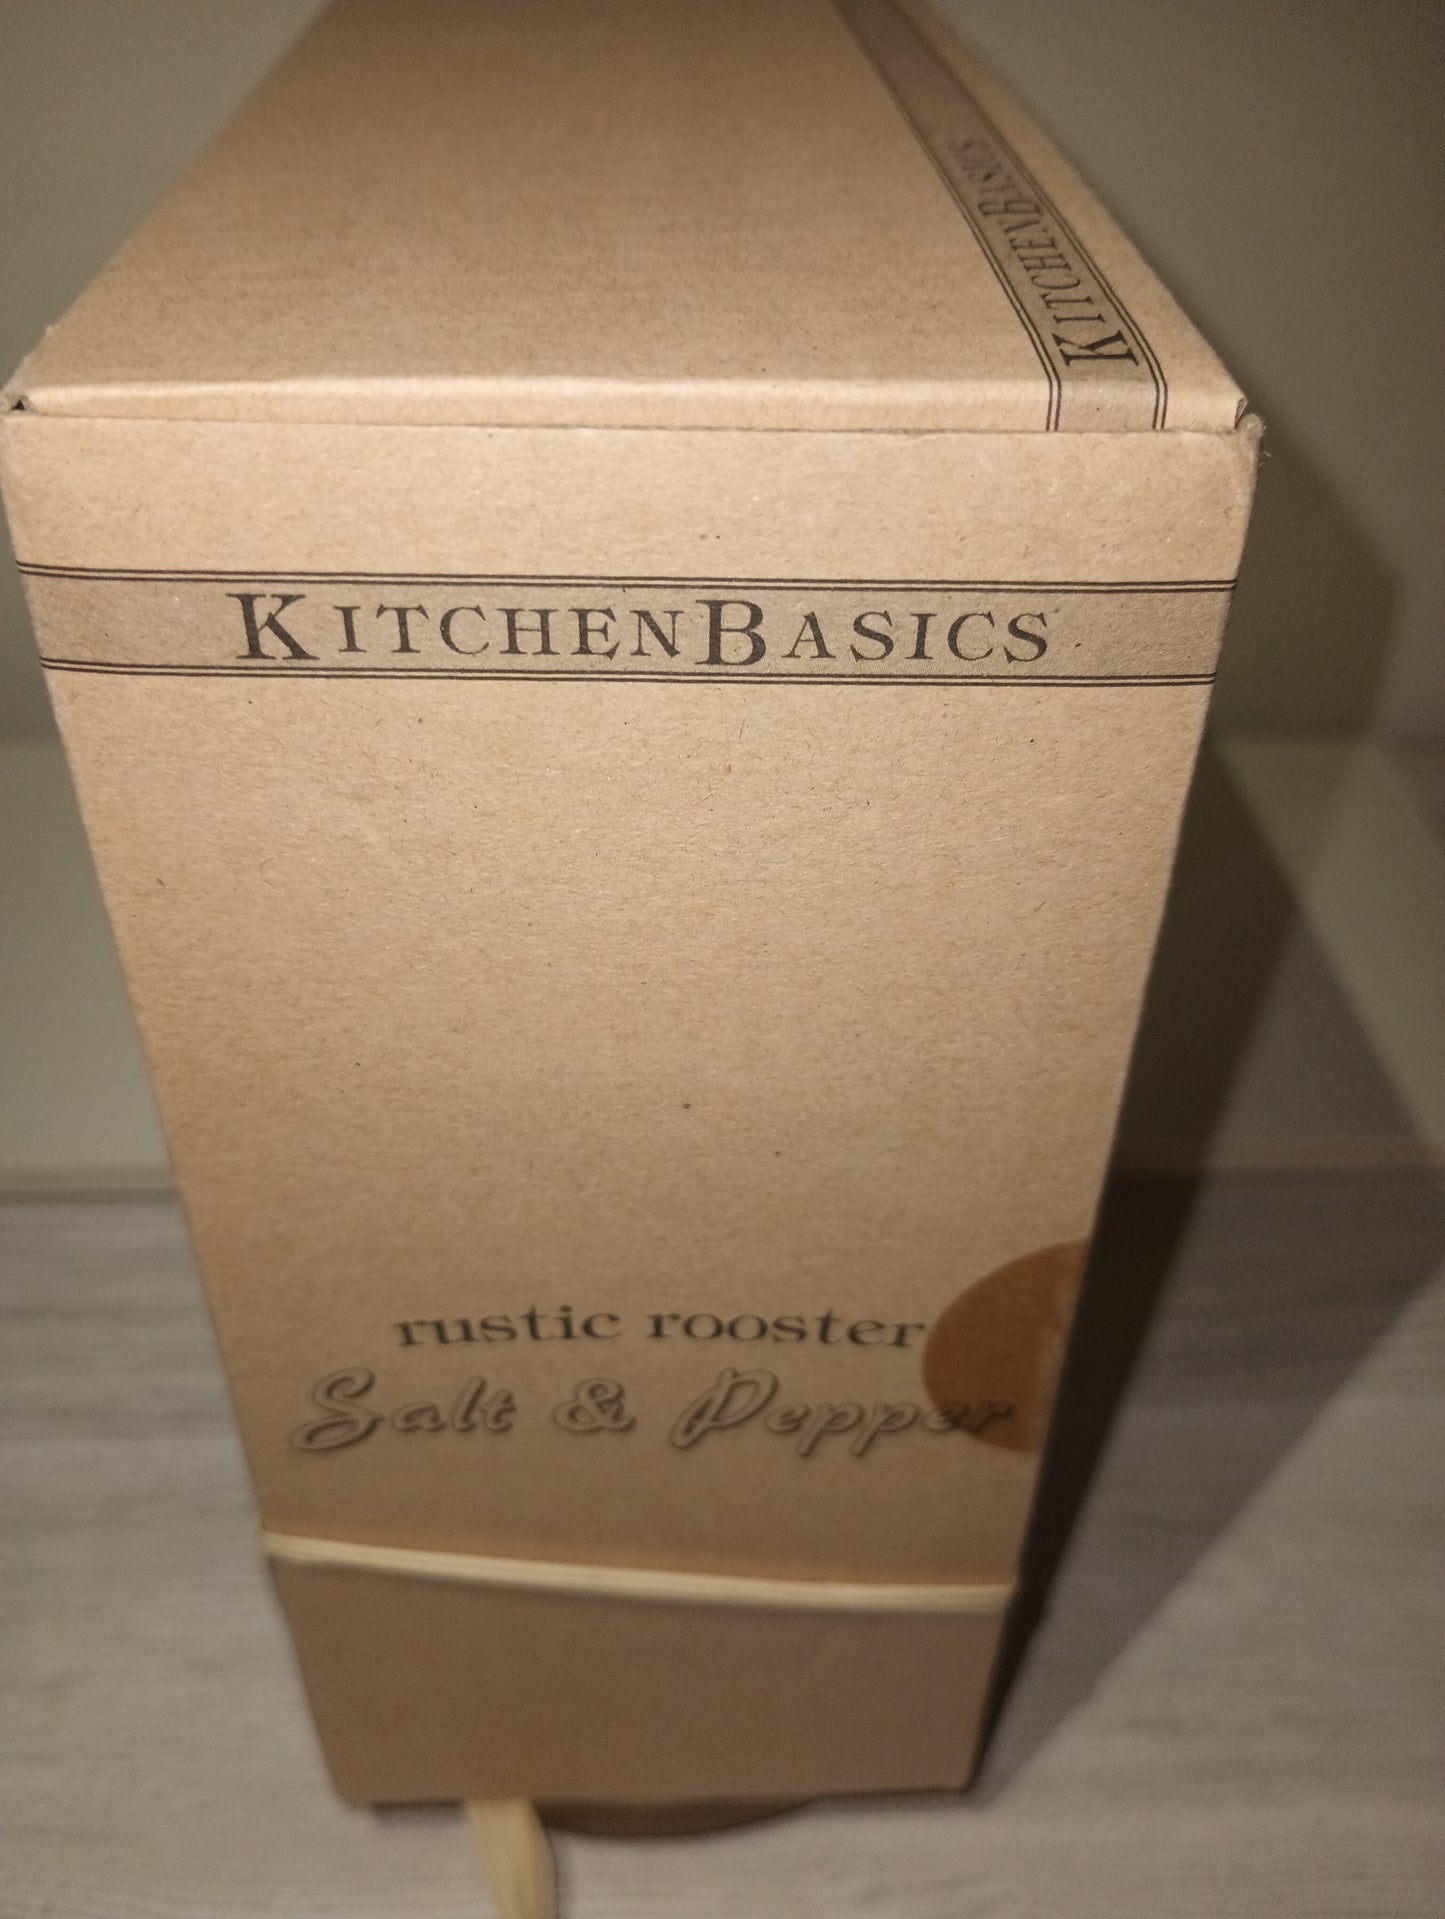 KITCHENBASICS
KITCHENBASICS
rustic rooster
Salt & Pepper